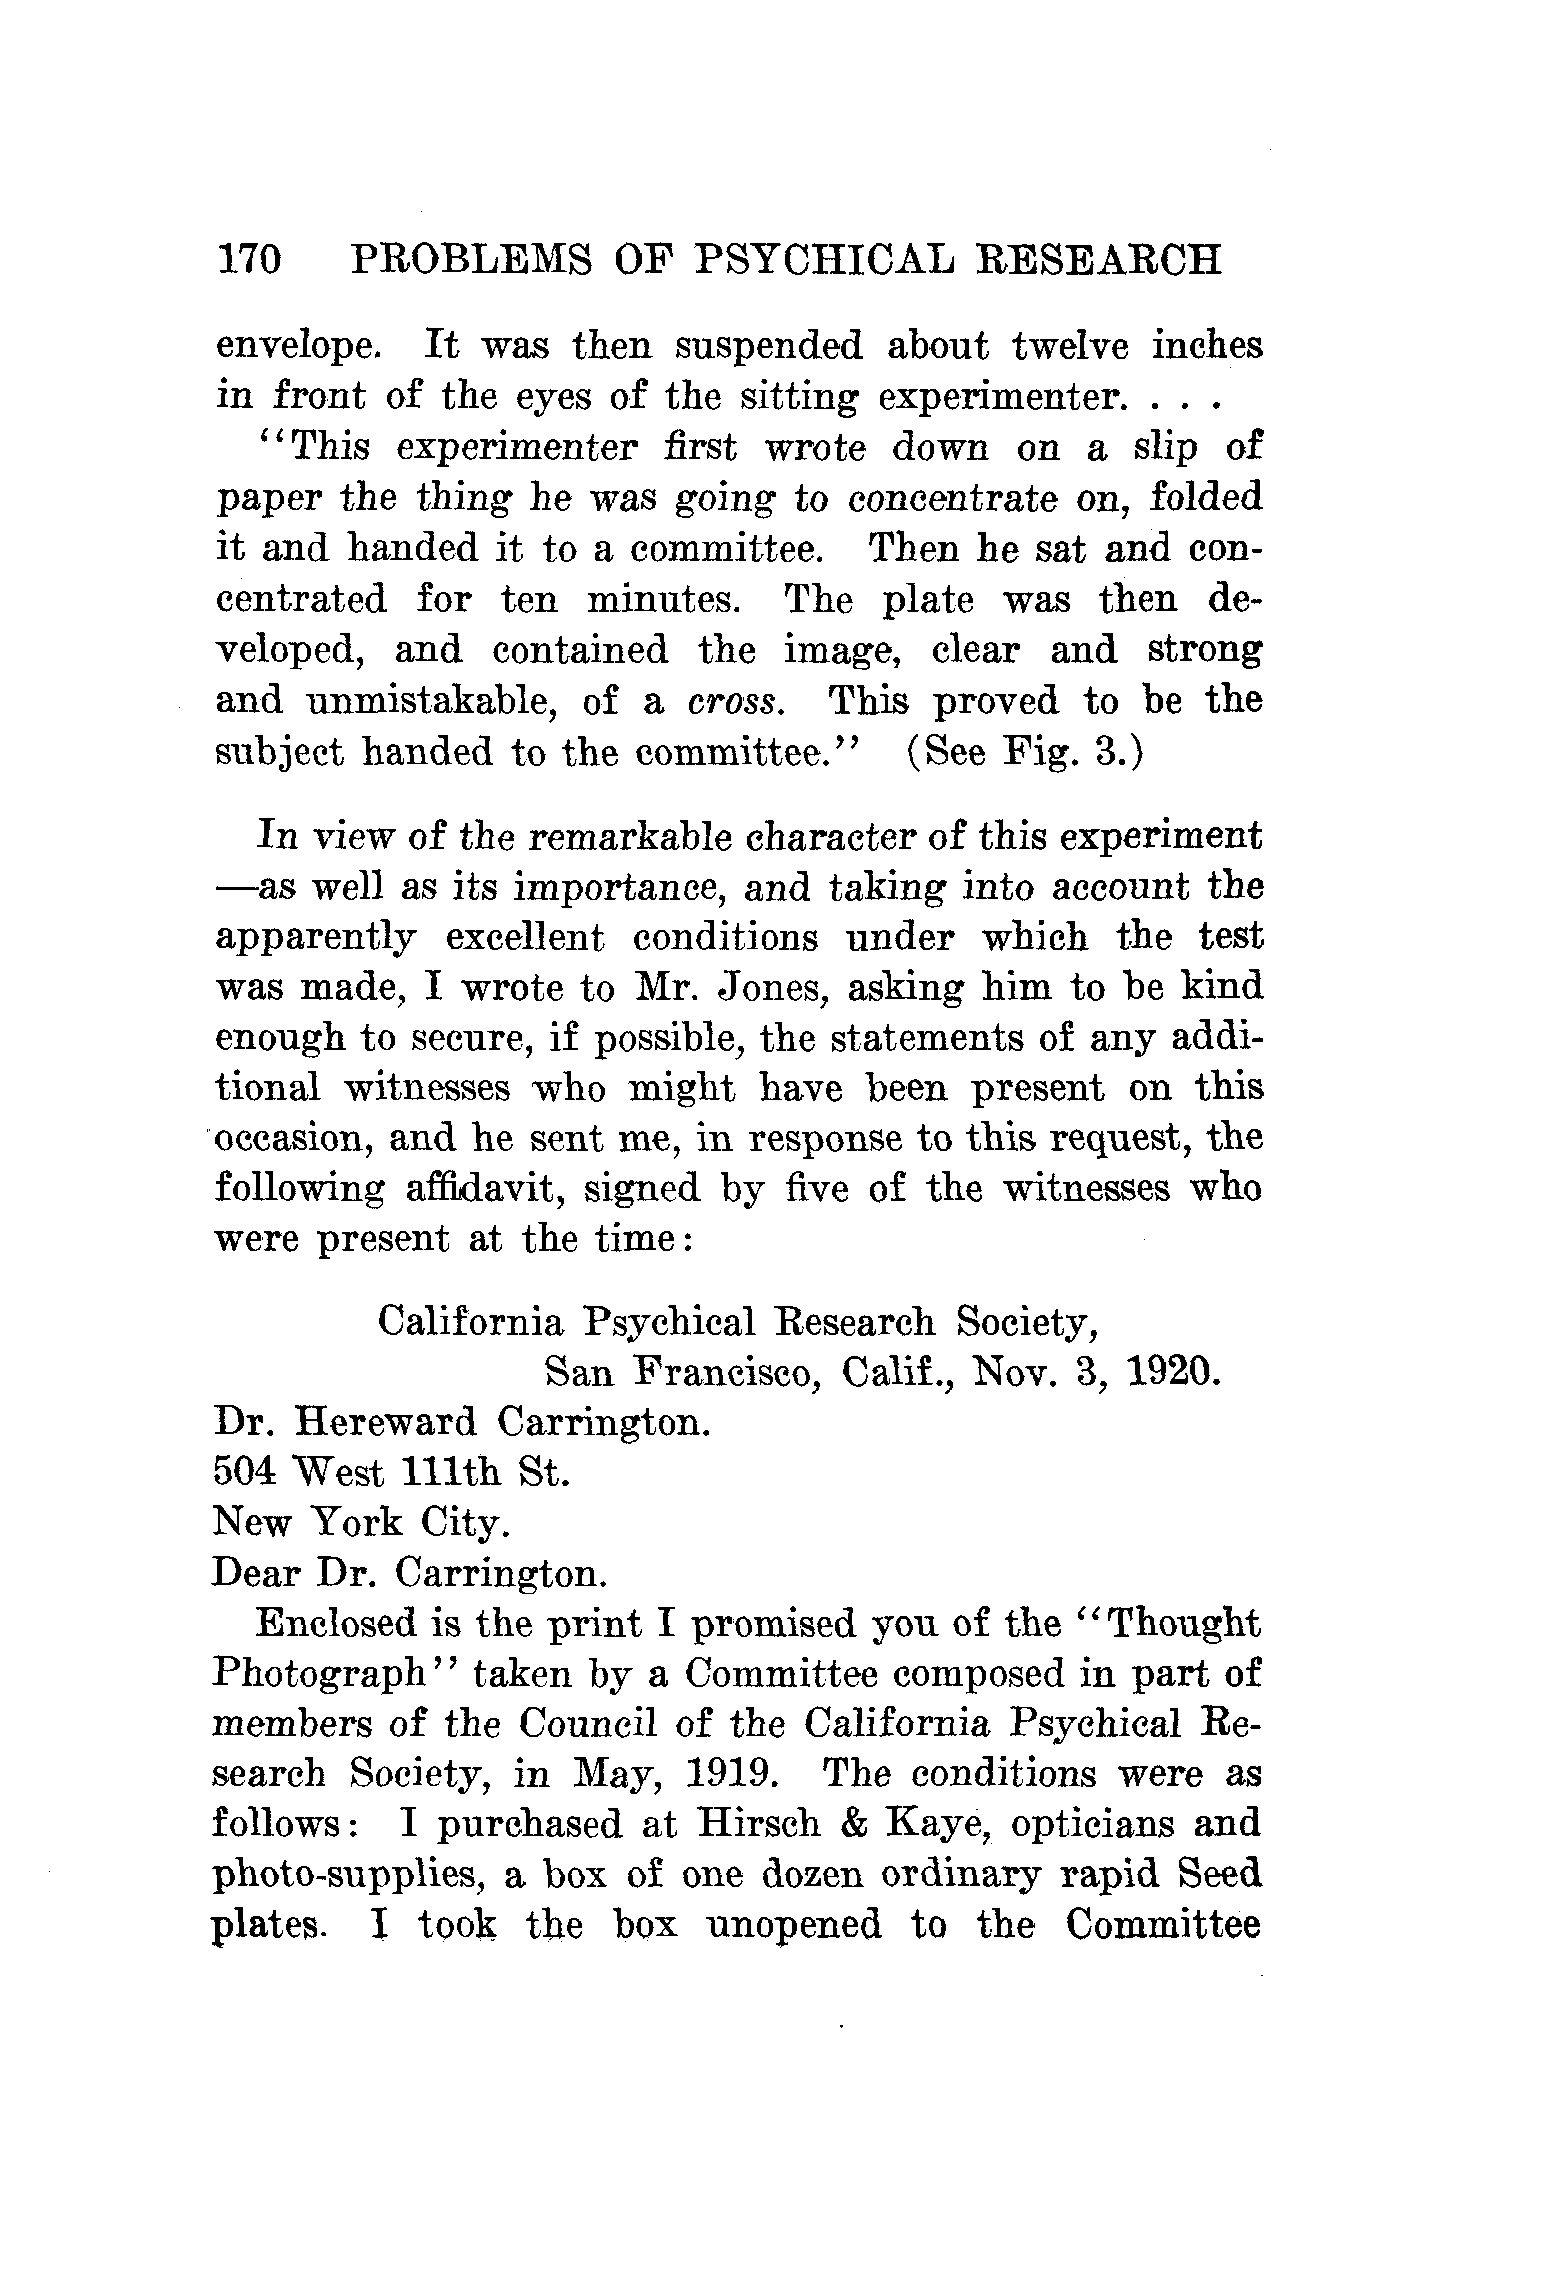 170 PROBLEMS OF PSYCHICAL RESEARCH
envelope. It was then suspended about twelve inches
in front of the eyes of the sitting experimenter. . . .
“This experimenter first wrote down on a slip of
paper the thing he was going to concentrate on, folded
it and handed it to a committee. Then he sat and con-
centrated for ten minutes. The plate was then de-
veloped, and contained the image, clear and strong
and unmistakable, of a cross. This proved to be the
subject handed to the committee.” (See Fig. 3.)
In view of the remarkable character of this experiment
—as well as its importance, and taking into account the
apparently excellent conditions under which the test
was made, I wrote to Mr. Jones, asking him to be kind
enough to secure, if possible, the statements of any addi-
tional witnesses who might have been present on this
occasion, and he sent me, in response to this request, the
following affidavit, signed by five of the witnesses who
were present at the time:
California Psychical Research Society,
San Francisco, Calif., Nov. 3, 1920.
Dr. Hereward Carrington.
504 West 111th St.
New York City.
Dear Dr. Carrington.
Enclosed is the print I promised you of the “Thought
Photograph” taken by a Committee composed in part of
members of the Council of the California Psychical Re-
search Society, in May, 1919. The conditions were as
follows: I purchased at Hirsch & Kaye, opticians and
photo-supplies, a box of one dozen ordinary rapid Seed
plates. I took the box unopened to the Committee